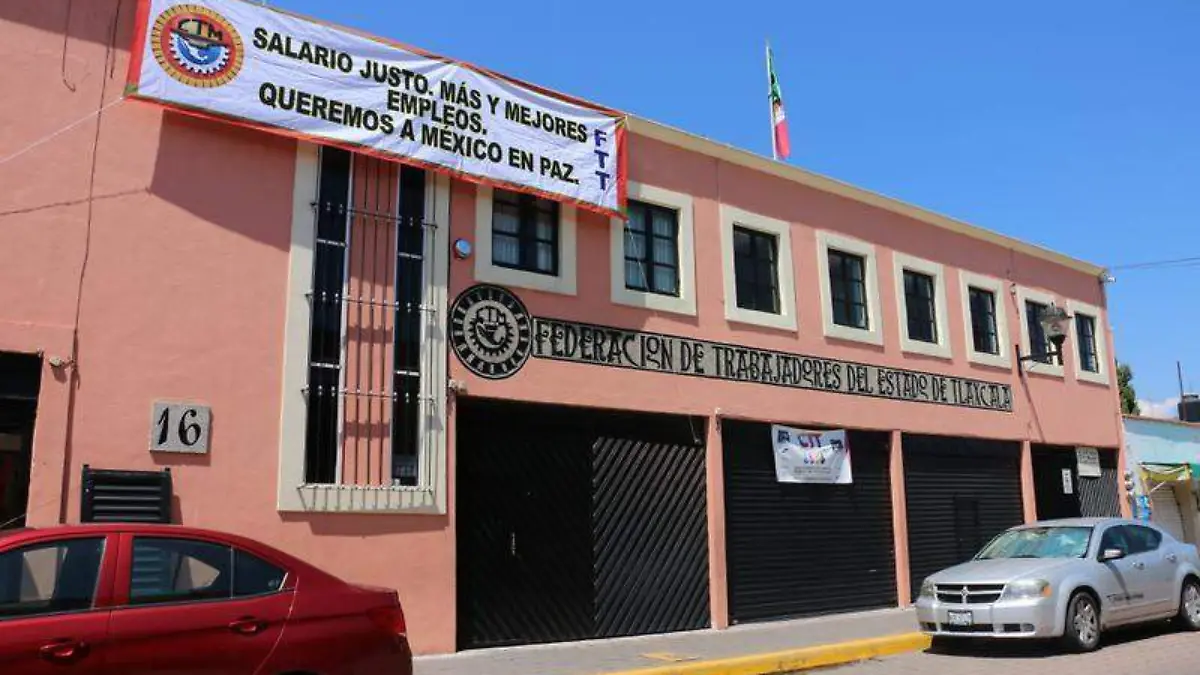 CTM
SALARIO JUSTO. MÁS Y MEJORES
EMPLEOS.
QUEREMOS A MÉXICO EN PAZ.
FTT
CTM
FEDERACION DE TRABAJADORES DEL ESTADO DE TLAXCALA
16